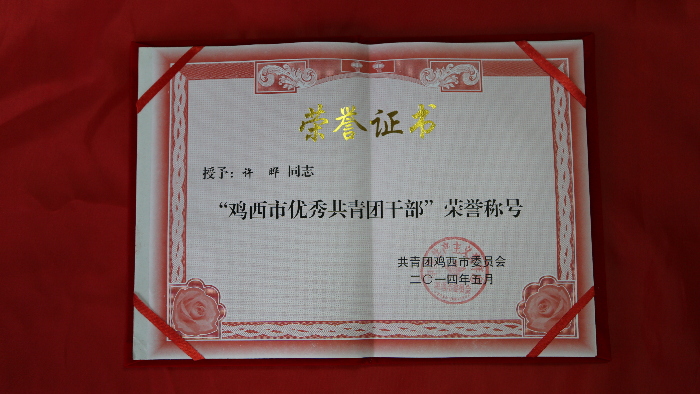 荣誉证书
授予：许 晔 同志
“鸡西市优秀共青团干部”荣誉称号
共青团鸡西市委员会
二〇一四年五月